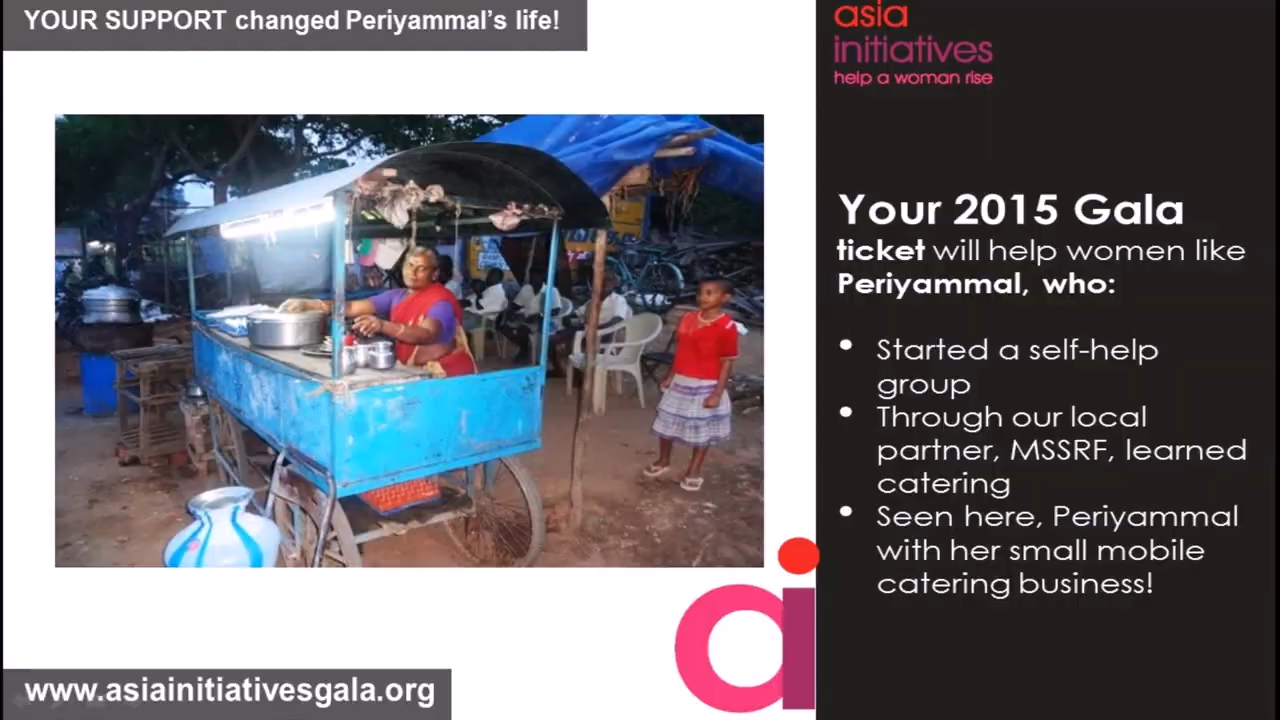 YOUR SUPPORT changed Periyammal's life!
asia
initiatives
help a woman rise
Your 2015 Gala
ticket will help women like
Periyammal, who:
• Started a self-help
group
• Through our local
partner, MSSRF, learned
catering
• Seen here, Periyammal
with her small mobile
catering business!
ai
www.asiainitiativesgala.org